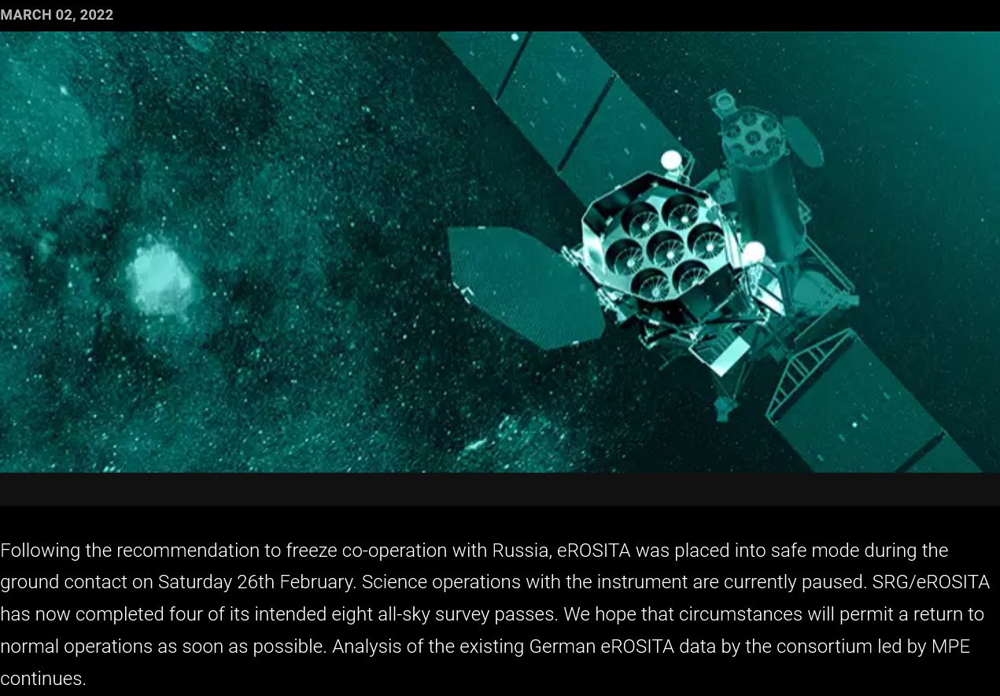 MARCH 02, 2022
Following the recommendation to freeze co-operation with Russia, eROSITA was placed into safe mode during the
ground contact on Saturday 26th February. Science operations with the instrument are currently paused. SRG/eROSITA
has now completed four of its intended eight all-sky survey passes. We hope that circumstances will permit a return to
normal operations as soon as possible. Analysis of the existing German eROSITA data by the consortium led by MPE
continues.